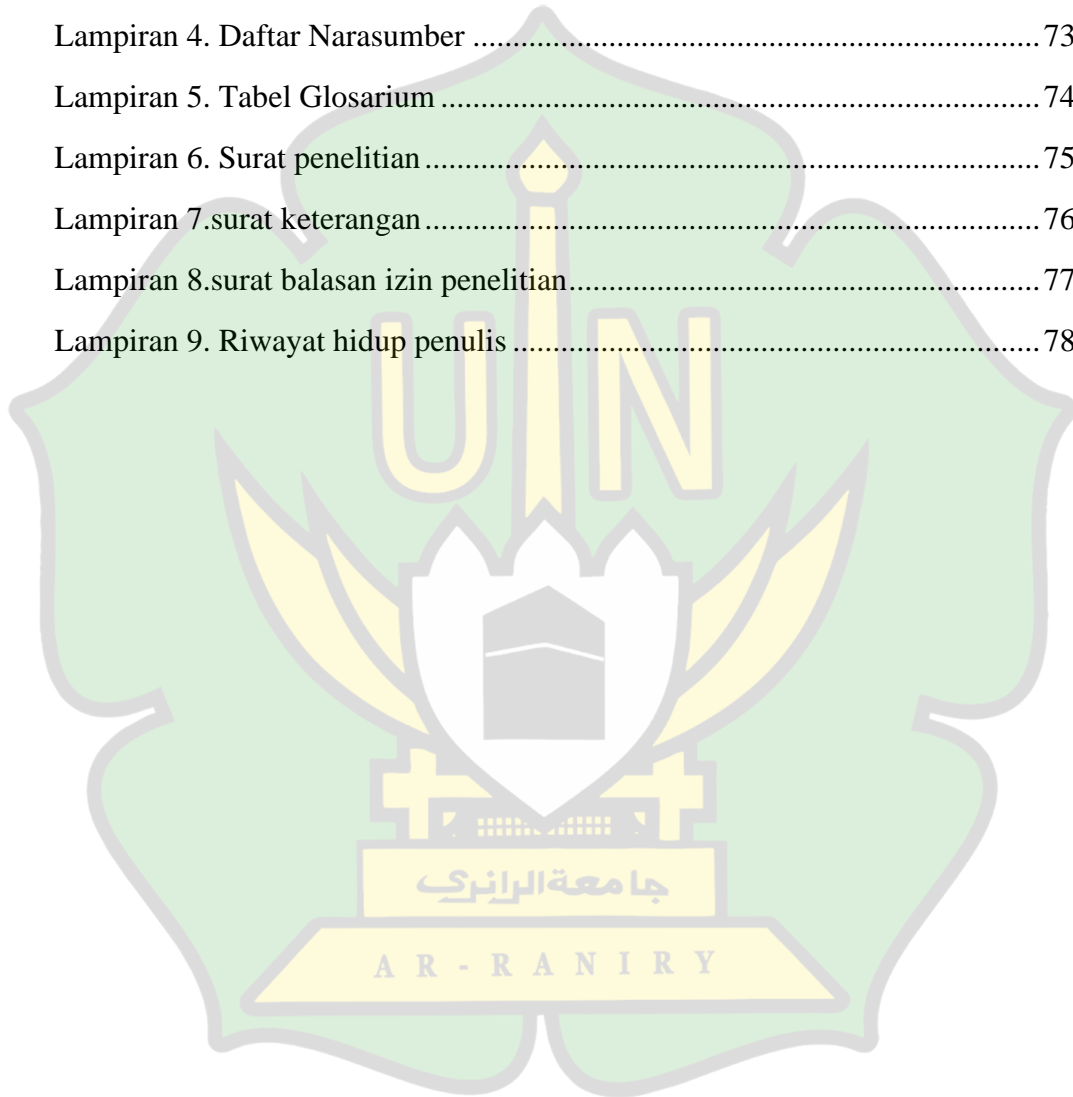 Lampiran 4. Daftar Narasumber ........................................................................ 73
Lampiran 5. Tabel Glosarium ............................................................................ 74
Lampiran 6. Surat penelitian .............................................................................. 75
Lampiran 7.surat keterangan .............................................................................. 76
Lampiran 8.surat balasan izin penelitian............................................................ 77
Lampiran 9. Riwayat hidup penulis ................................................................... 78
UIN
جامعة الرانري
AR-RANIRY